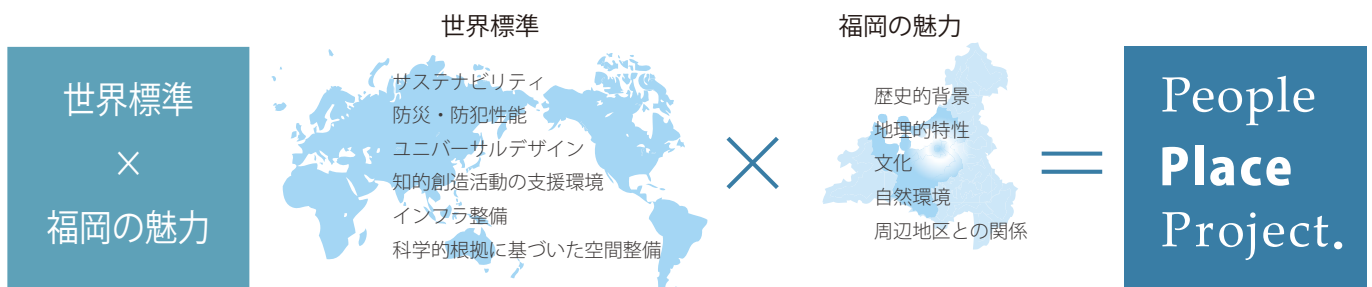 世界標準
×
福岡の魅力
世界標準
サステナビリティ
防災・防犯性能
ユニバーサルデザイン
知的創造活動の支援環境
インフラ整備
科学的根拠に基づいた空間整備
×
福岡の魅力
歴史的背景
地理的特性
文化
自然環境
周辺地区との関係
=
People
Place
Project.